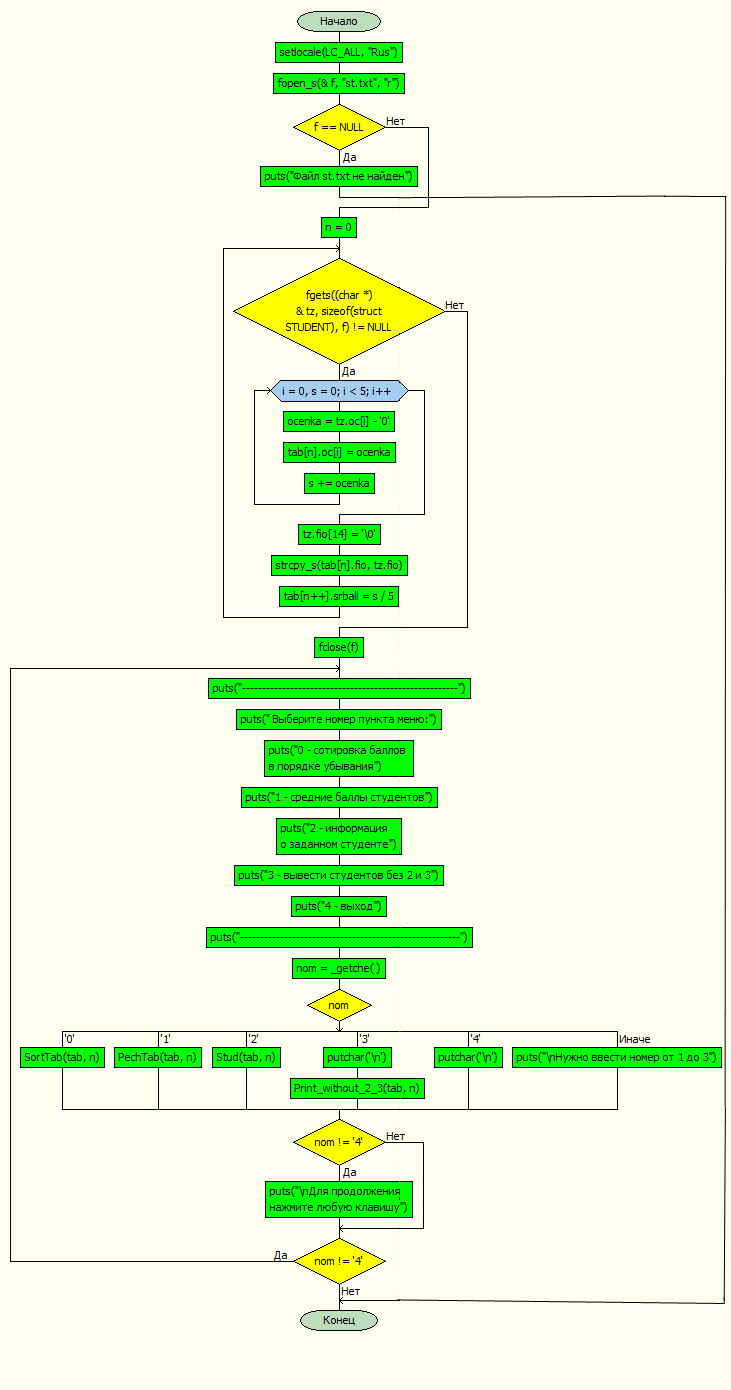 Начало
setlocale(LC_ALL, "Rus")
fopen_s(& f, "st.txt", "r")
f == NULL
Нет
Да
puts("Файл st.txt не найден")
n = 0
fgets((char *)
& tz, sizeof(struct
STUDENT), f) != NULL
Нет
Да
i = 0, s = 0; i < 5; i++
ocenka = tz.oc[i] - '0'
tab[n].oc[i] = ocenka
s += ocenka
tz.fio[14] = '\0'
strcpy_s(tab[n].fio, tz.fio)
tab[n++].srball = s / 5
fclose(f)
puts("-------------------------------------------------------")
puts(" Выберите номер пункта меню:")
puts("0 - сотировка баллов
в порядке убывания")
puts("1 - средние баллы студентов")
puts("2 - информация
о заданном студенте")
puts("3 - вывести студентов без 2 и 3")
puts("4 - выход")
puts("--------------------------------------------------------")
nom = _getche( )
nom
'0' '1' '2' '3' '4' Иначе
SortTab(tab, n) PechTab(tab, n) Stud(tab, n) putchar('\n') putchar('\n') puts("\nНужно ввести номер от 1 до 3")
Print_without_2_3(tab, n)
nom != '4'
Нет
Да
puts("\nДля продолжения
нажмите любую клавишу")
Да
nom != '4'
Нет
Конец